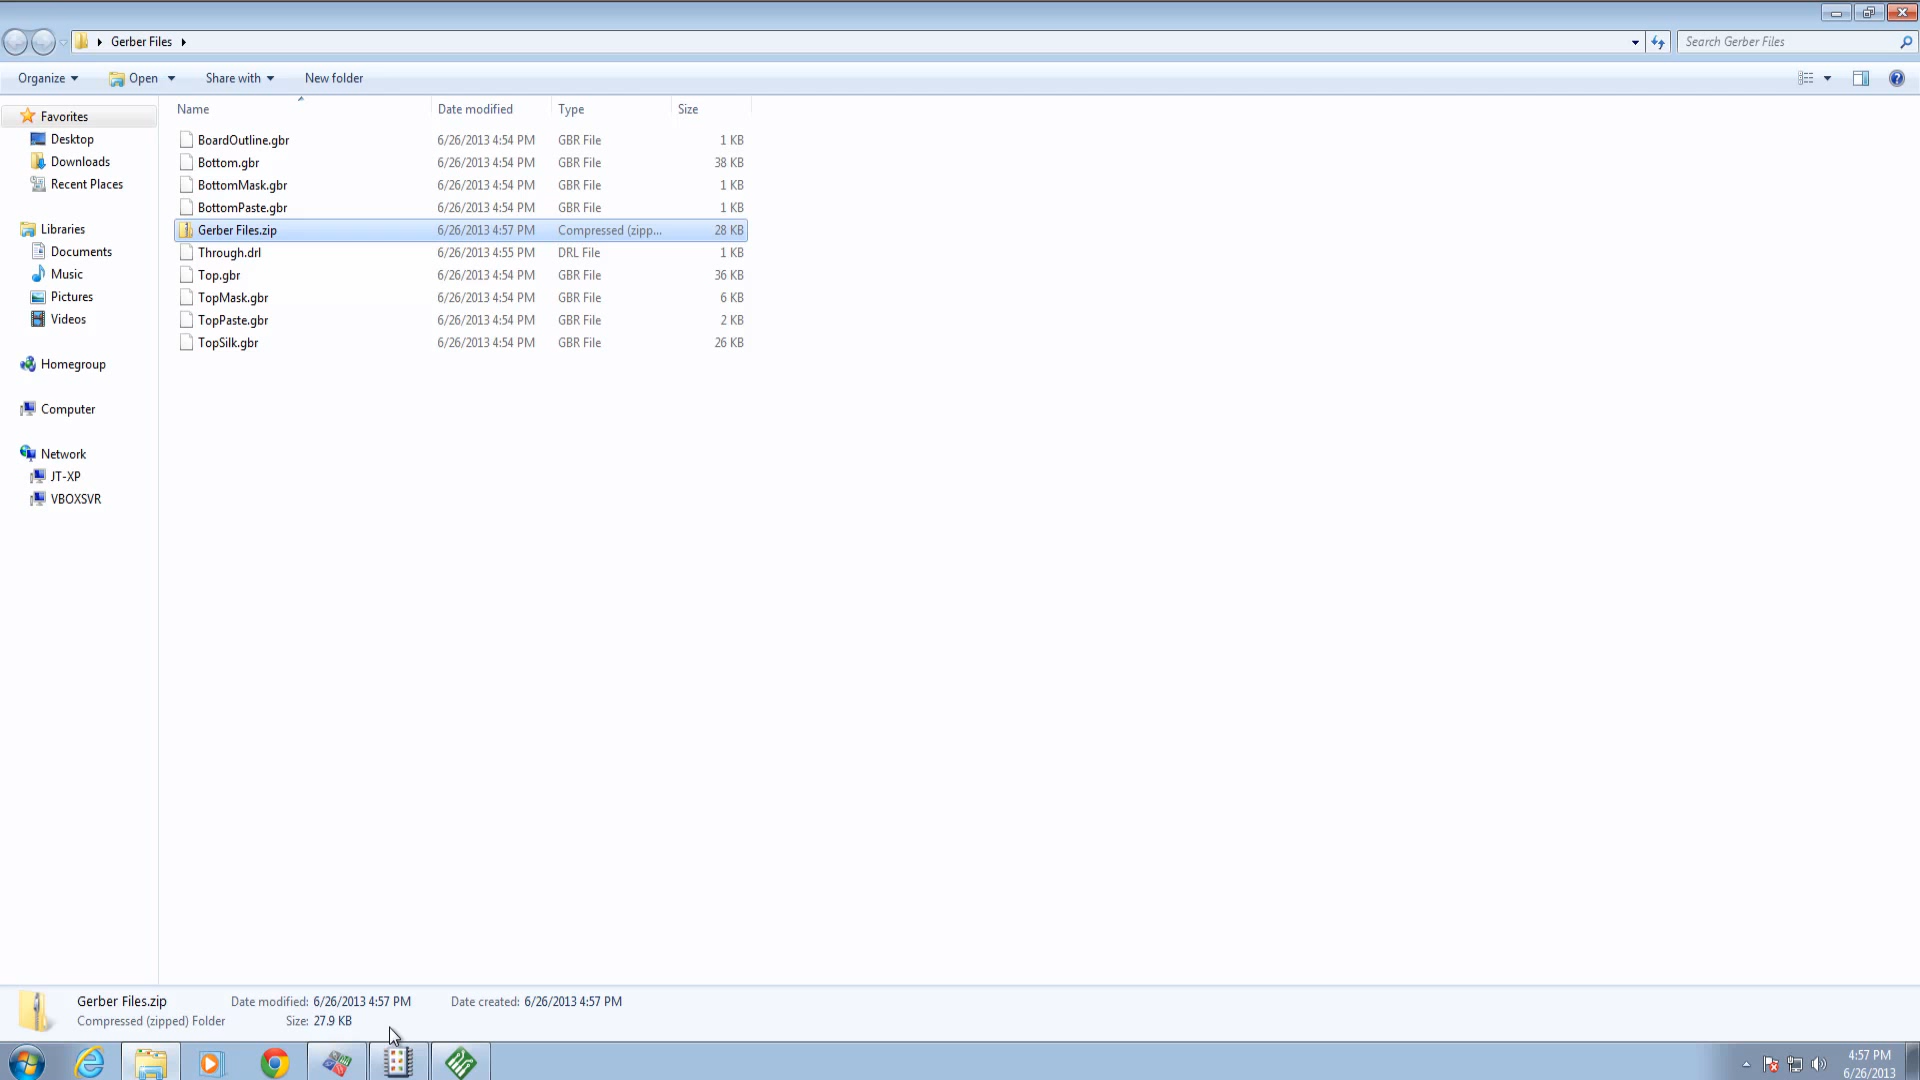 Gerber Files
Search Gerber Files
Organize Open Share with New folder
Name Date modified Type Size
Favorites
Desktop
Downloads
Recent Places
Libraries
Documents
Music
Pictures
Videos
Homegroup
Computer
Network
JT-XP
VBOXSVR
BoardOutline.gbr 6/26/2013 4:54 PM GBR File 1 KB
Bottom.gbr 6/26/2013 4:54 PM GBR File 38 KB
BottomMask.gbr 6/26/2013 4:54 PM GBR File 1 KB
BottomPaste.gbr 6/26/2013 4:54 PM GBR File 1 KB
Gerber Files.zip 6/26/2013 4:57 PM Compressed (zipp... 28 KB
Through.drl 6/26/2013 4:55 PM DRL File 1 KB
Top.gbr 6/26/2013 4:54 PM GBR File 36 KB
TopMask.gbr 6/26/2013 4:54 PM GBR File 6 KB
TopPaste.gbr 6/26/2013 4:54 PM GBR File 2 KB
TopSilk.gbr 6/26/2013 4:54 PM GBR File 26 KB
Gerber Files.zip Date modified: 6/26/2013 4:57 PM Date created: 6/26/2013 4:57 PM
Compressed (zipped) Folder Size: 27.9 KB
4:57 PM
6/26/2013